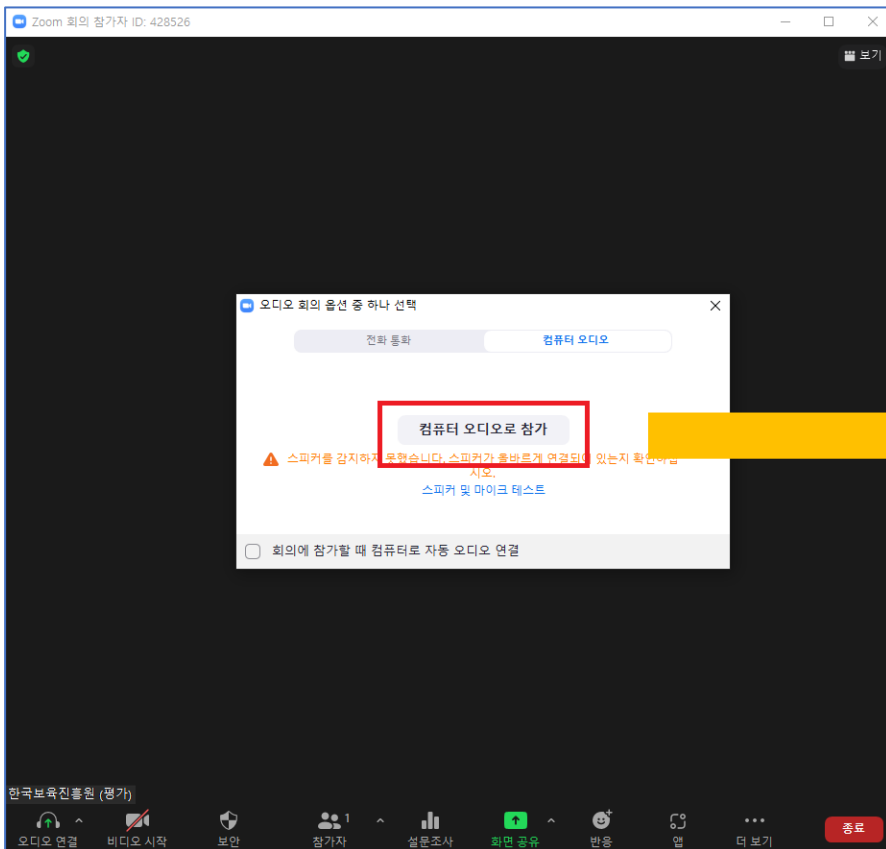 Zoom 회의 참가자 ID: 428526
보기
오디오 회의 옵션 중 하나 선택
전화 통화
컴퓨터 오디오
컴퓨터 오디오로 참가
스피커를 감지하지 못했습니다. 스피커가 올바르게 연결되어 있는지 확인하십
시오.
스피커 및 마이크 테스트
회의에 참가할 때 컴퓨터로 자동 오디오 연결
한국보육진흥원 (평가)
1
오디오 연결
비디오 시작
보안
참가자
설문조사
화면 공유
반응
앱
더 보기
종료